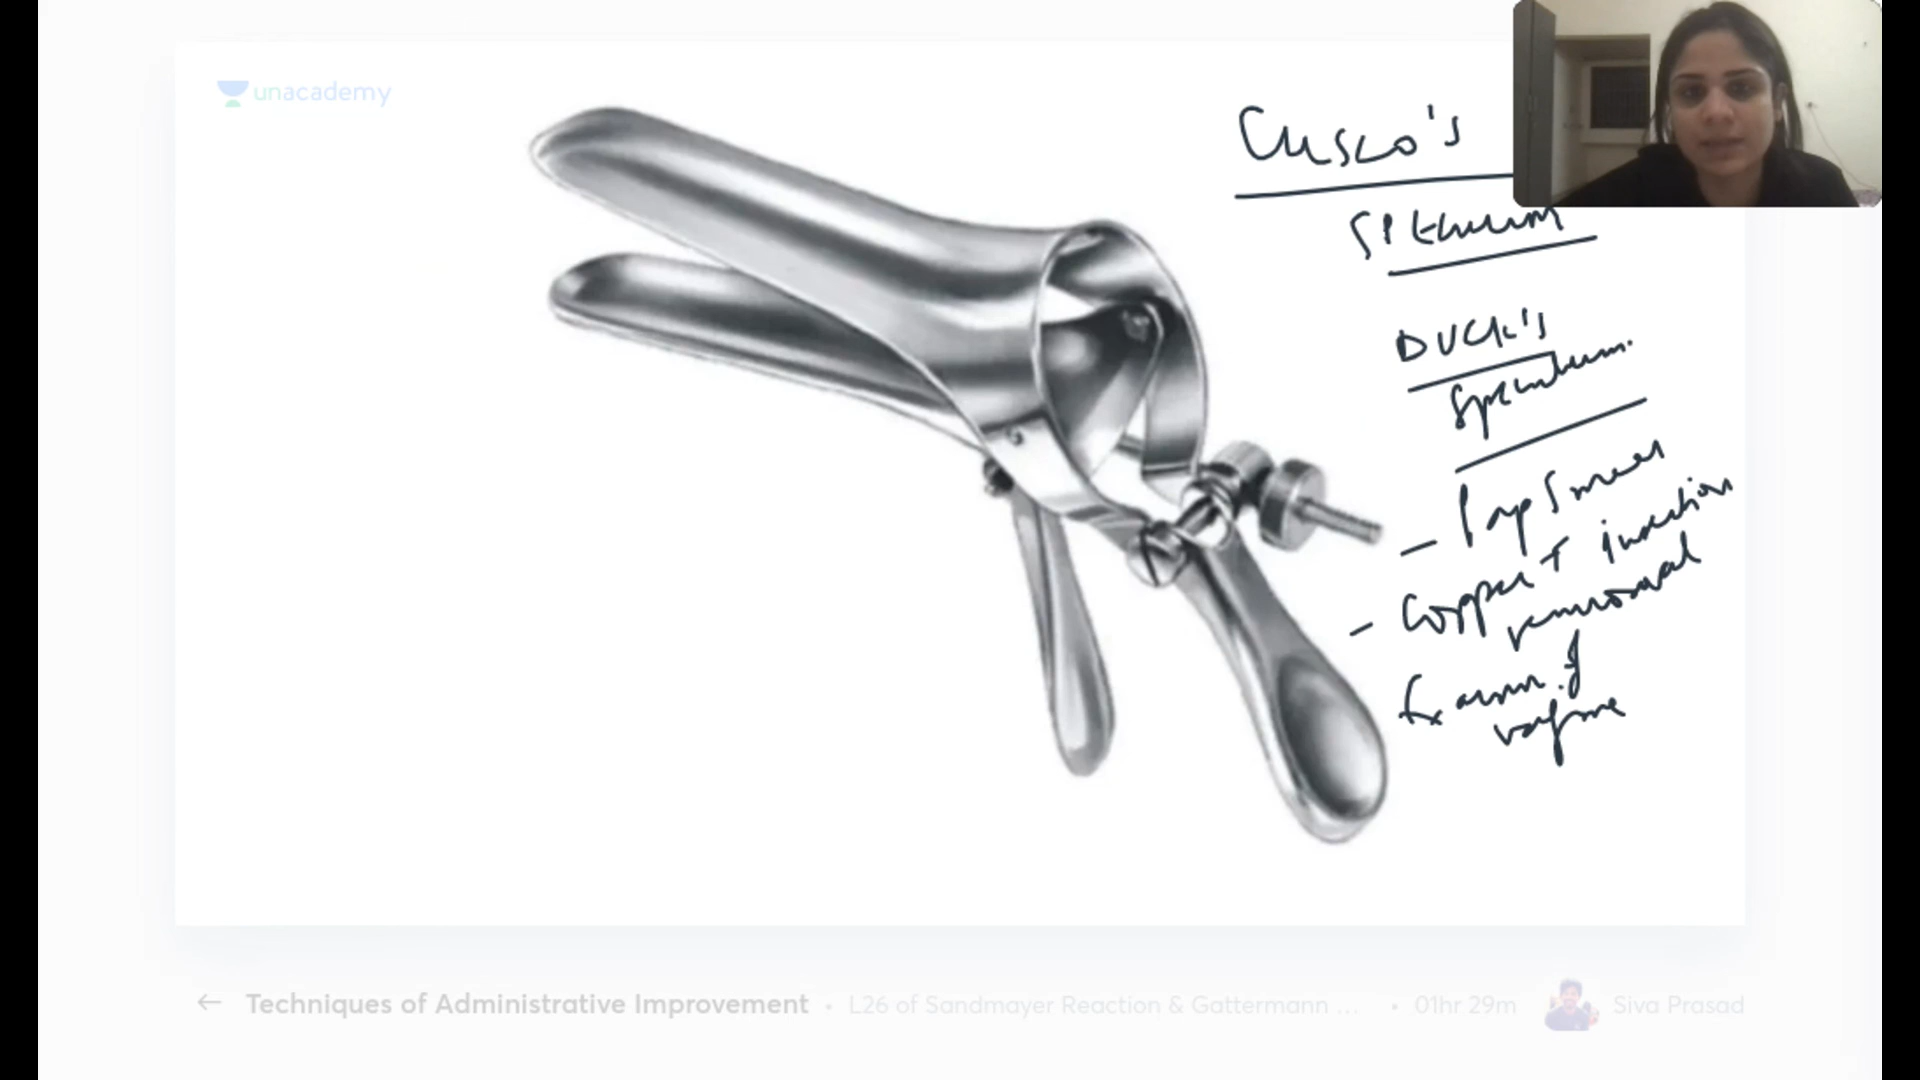 unacademy
Cusco's
Speculum
DUCK's
Speculum.
- Pap Smear
- Copper T insertion
removal
Examn. of
vagina
← Techniques of Administrative Improvement • L26 of Sandmayer Reaction & Gattermann ... • 01hr 29m Siva Prasad